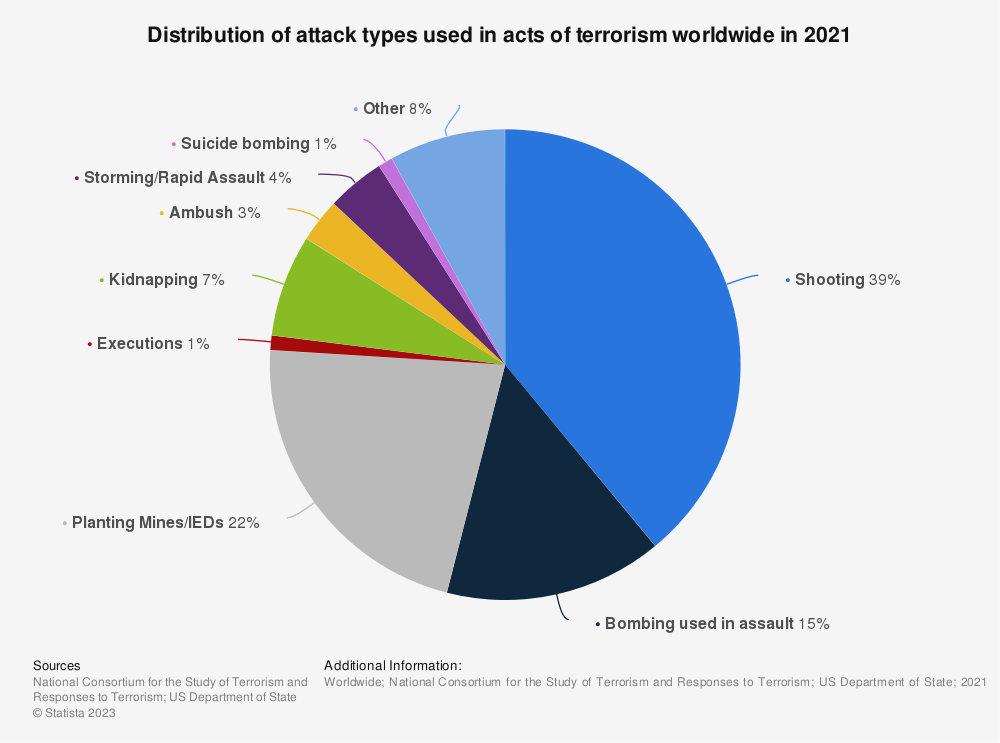 Distribution of attack types used in acts of terrorism worldwide in 2021
• Other 8%
• Suicide bombing 1%
• Storming/Rapid Assault 4%
• Ambush 3%
• Kidnapping 7%
• Shooting 39%
• Executions 1%
• Planting Mines/IEDs 22%
• Bombing used in assault 15%
Sources
National Consortium for the Study of Terrorism and
Responses to Terrorism; US Department of State
© Statista 2023
Additional Information:
Worldwide; National Consortium for the Study of Terrorism and Responses to Terrorism; US Department of State; 2021